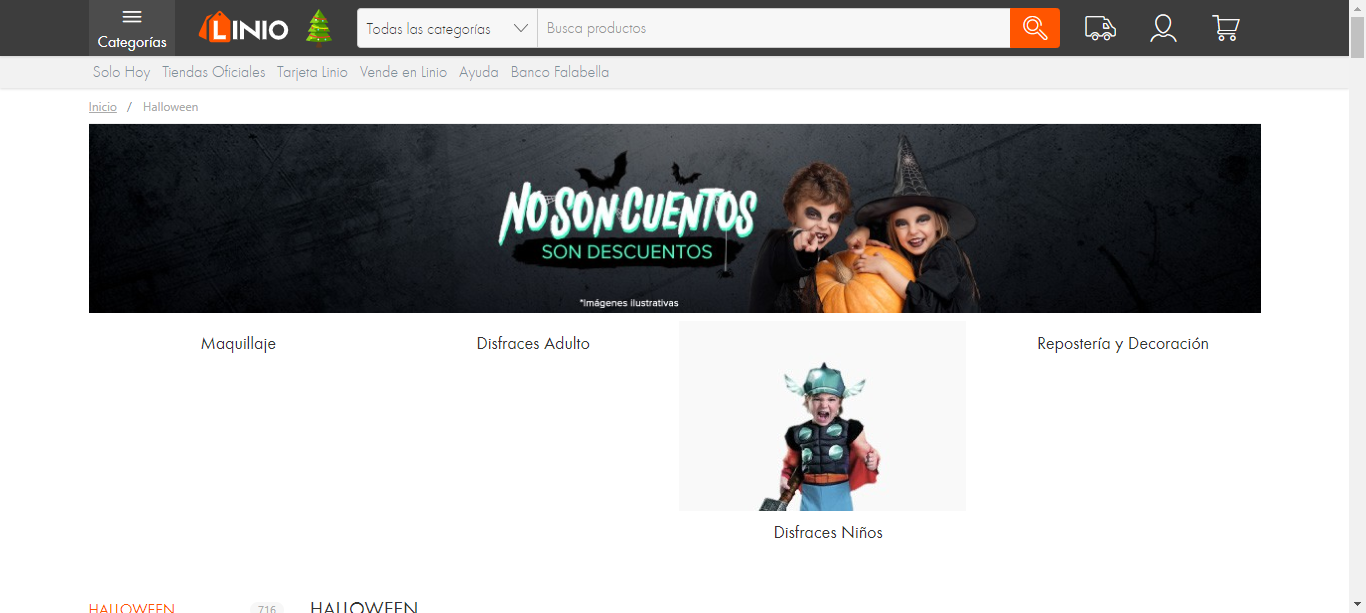 Categorías
LINIO
Todas las categorías
Busca productos
Solo Hoy Tiendas Oficiales Tarjeta Linio Vende en Linio Ayuda Banco Falabella
Inicio / Halloween
NO SON CUENTOS
SON DESCUENTOS
*Imágenes ilustrativas
Maquillaje
Disfraces Adulto
Disfraces Niños
Repostería y Decoración
HALLOWEEN 716
HALLOWEEN